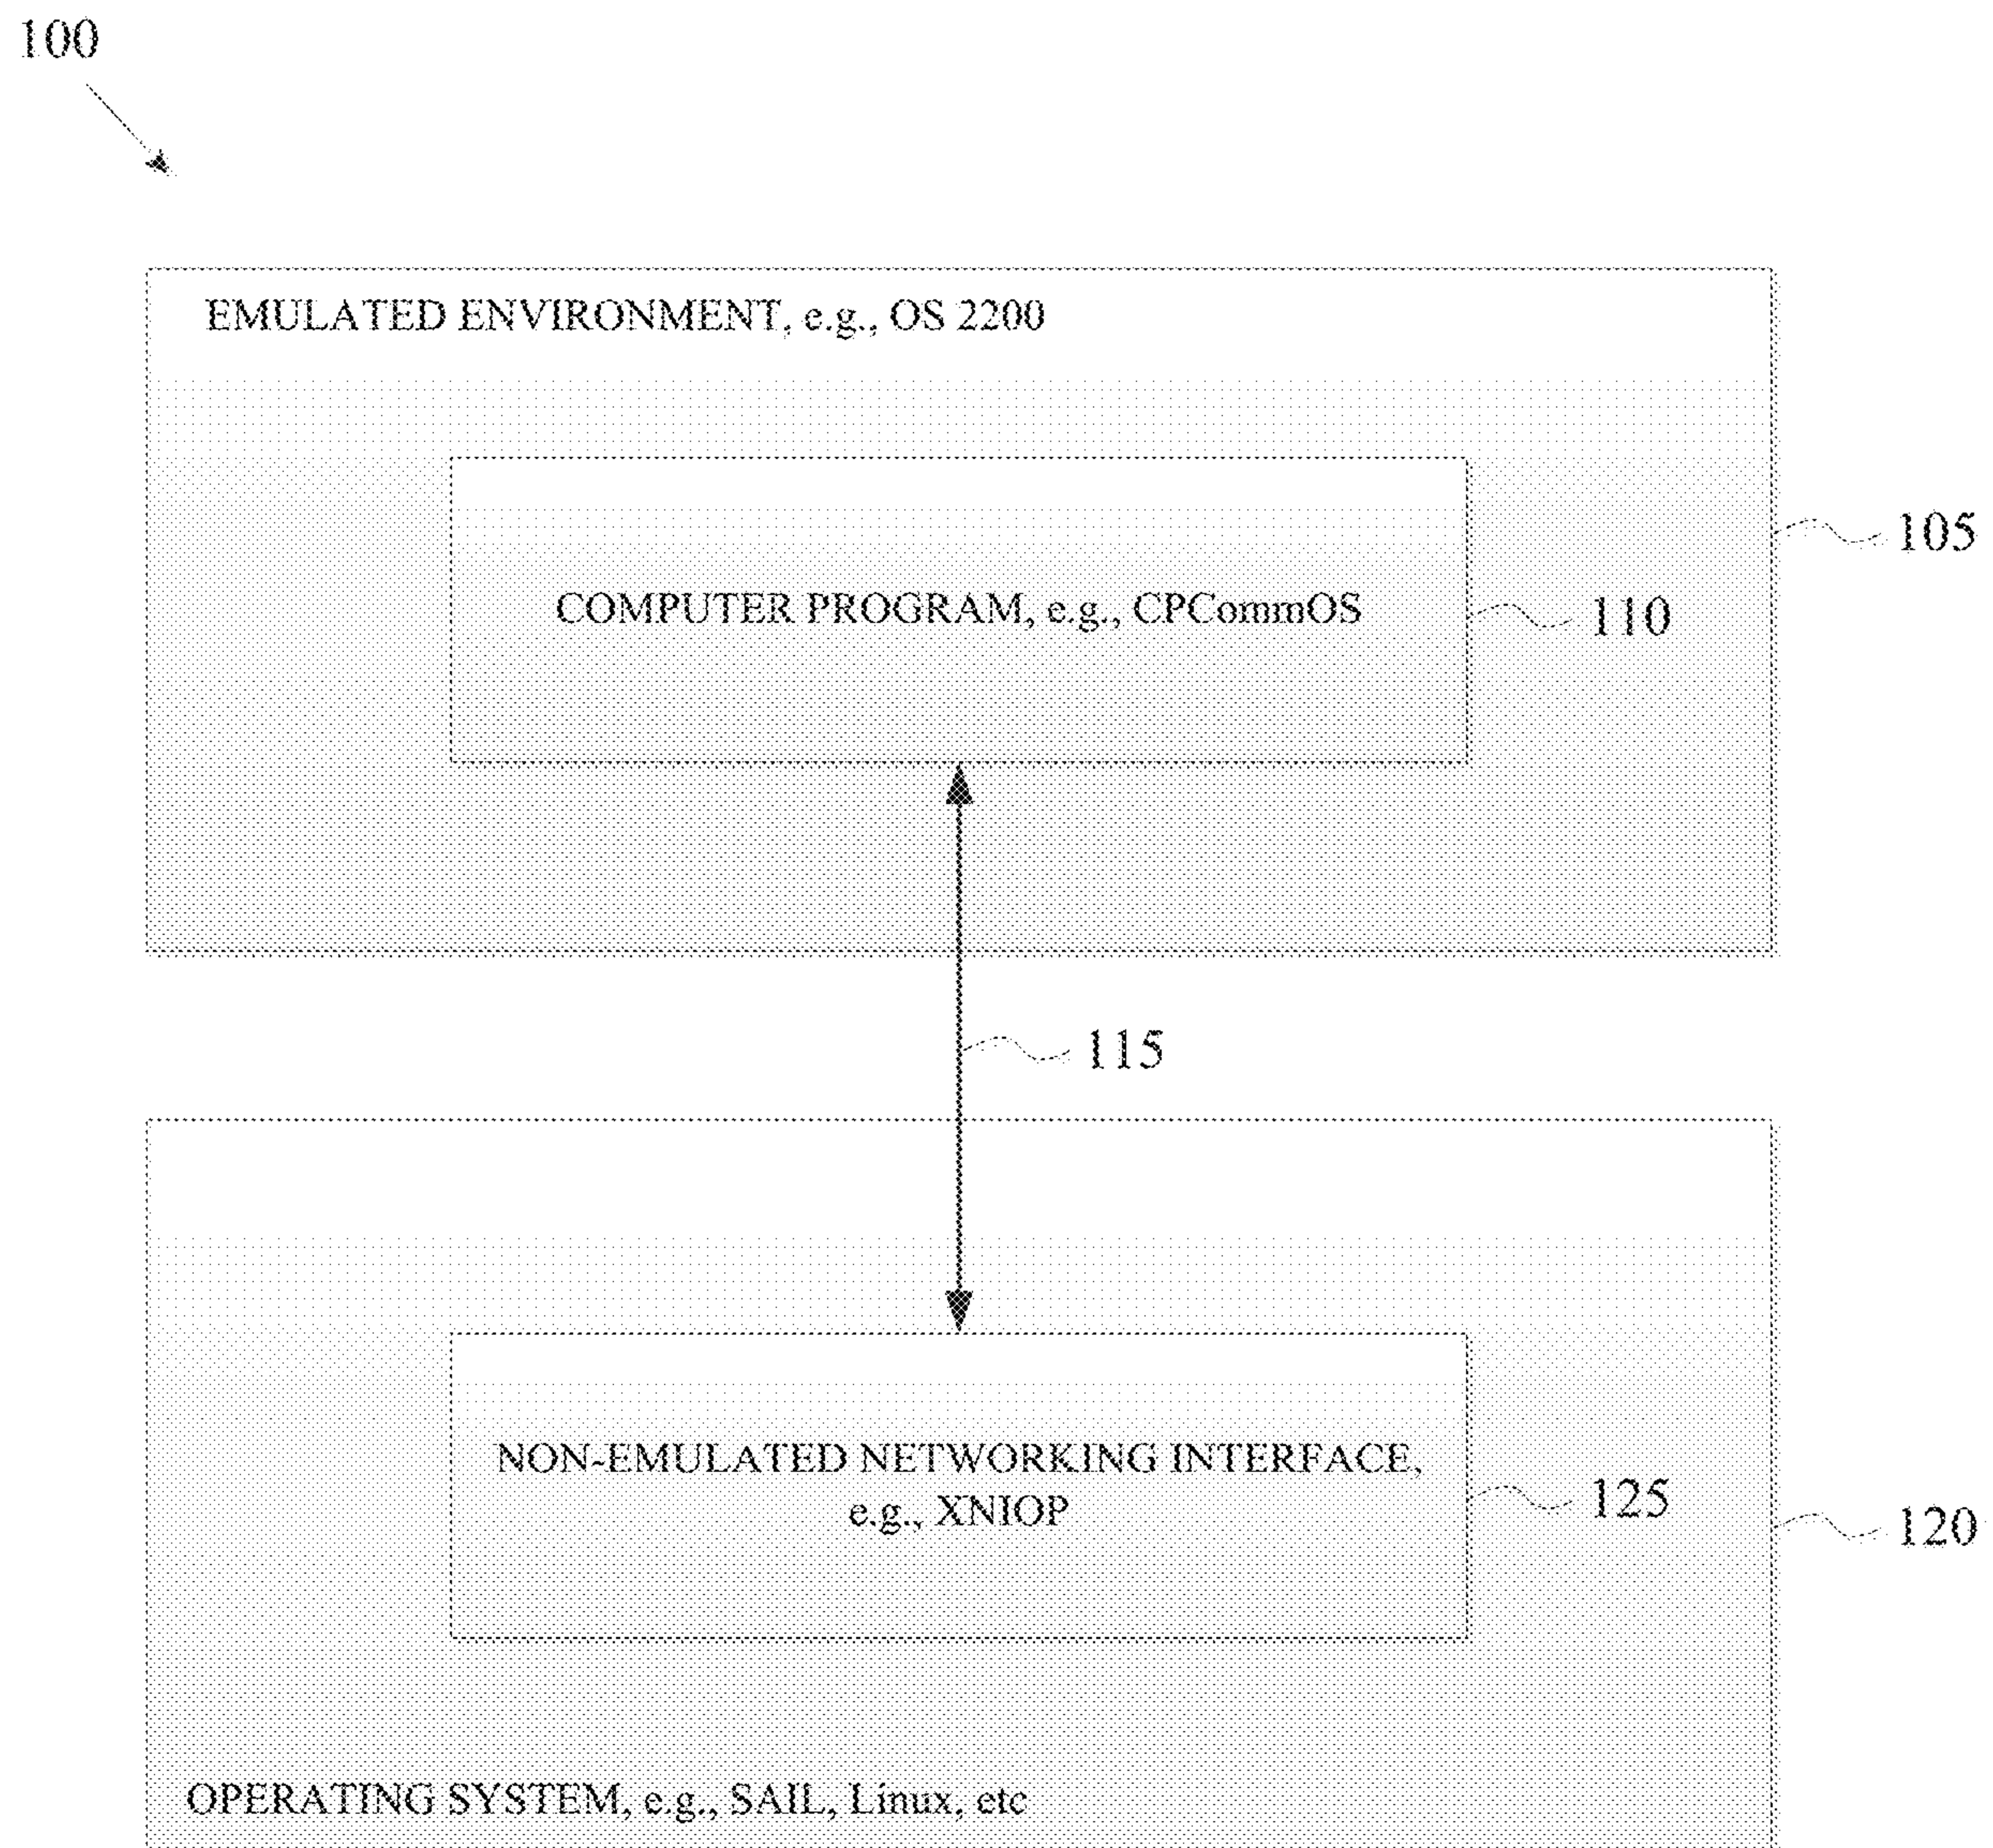 100
EMULATED ENVIRONMENT, e.g., OS 2200
105
COMPUTER PROGRAM, e.g., CPCommOS
110
115
NON-EMULATED NETWORKING INTERFACE,
e.g., XNIOP
125
120
OPERATING SYSTEM, e.g., SAIL, Linux, etc